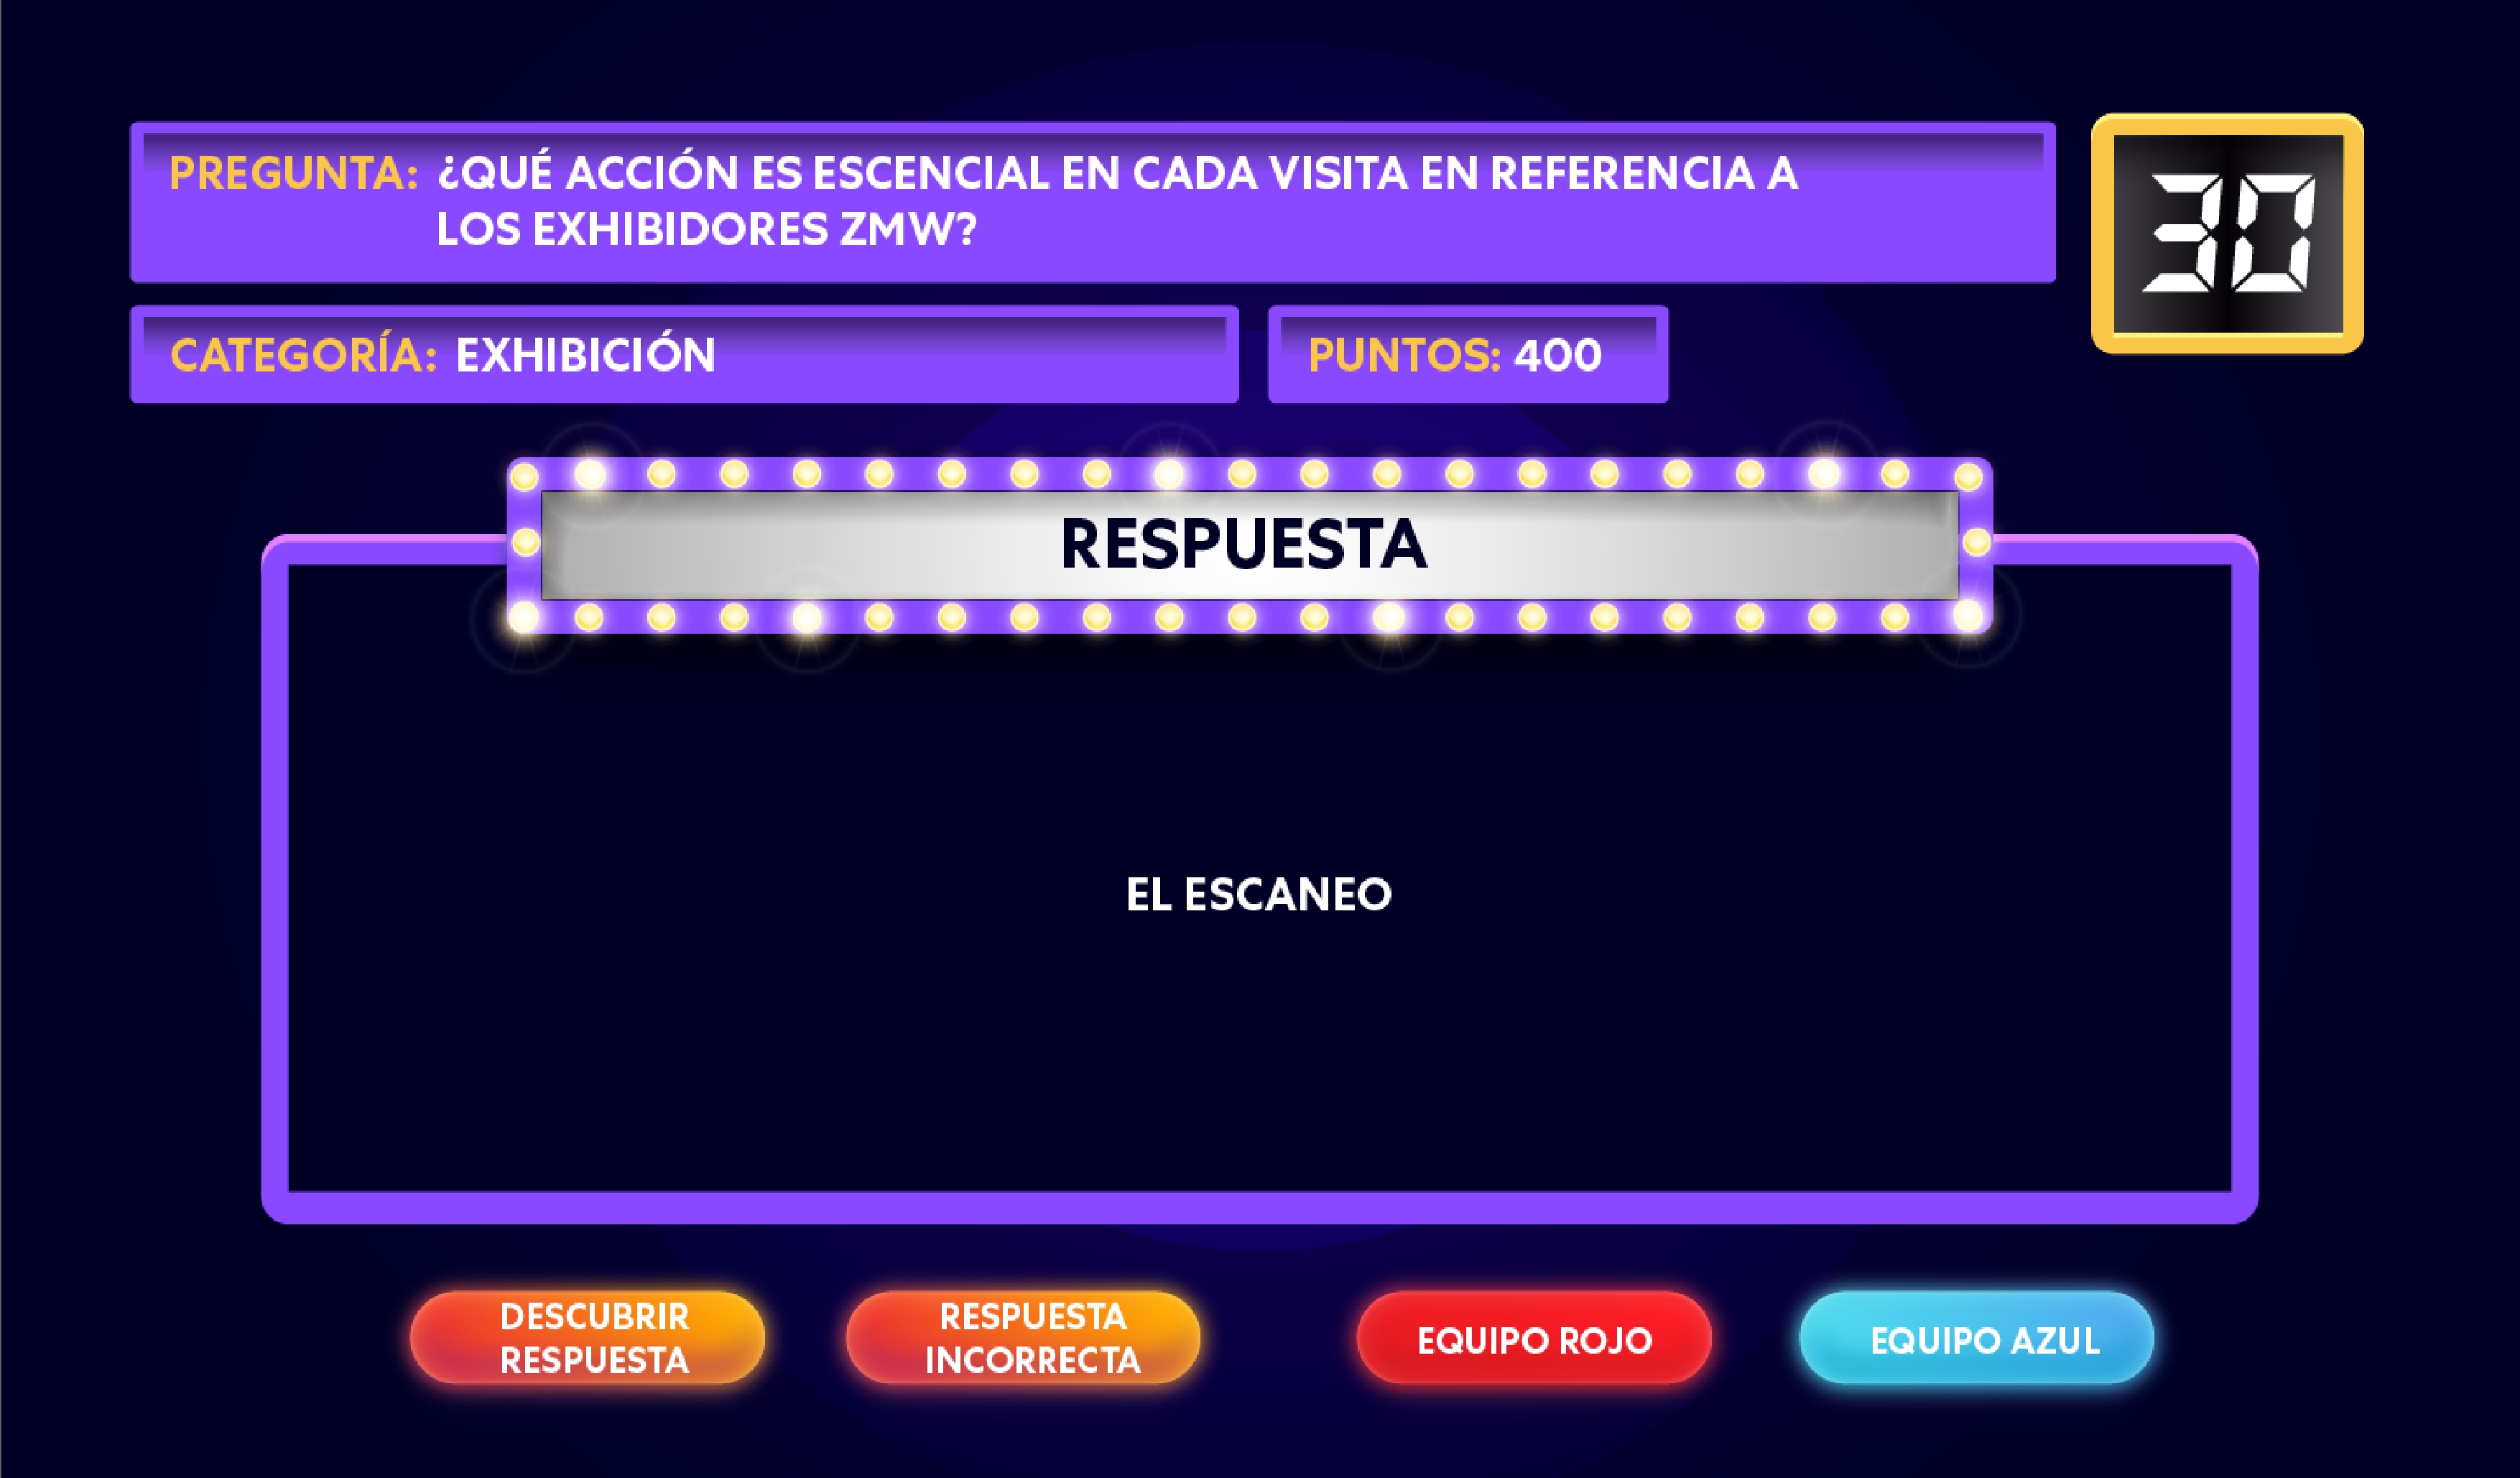 PREGUNTA: ¿QUÉ ACCIÓN ES ESCENCIAL EN CADA VISITA EN REFERENCIA A
LOS EXHIBIDORES ZMW?
30
CATEGORÍA: EXHIBICIÓN
PUNTOS: 400
RESPUESTA
EL ESCANEO
DESCUBRIR
RESPUESTA
RESPUESTA
INCORRECTA
EQUIPO ROJO
EQUIPO AZUL